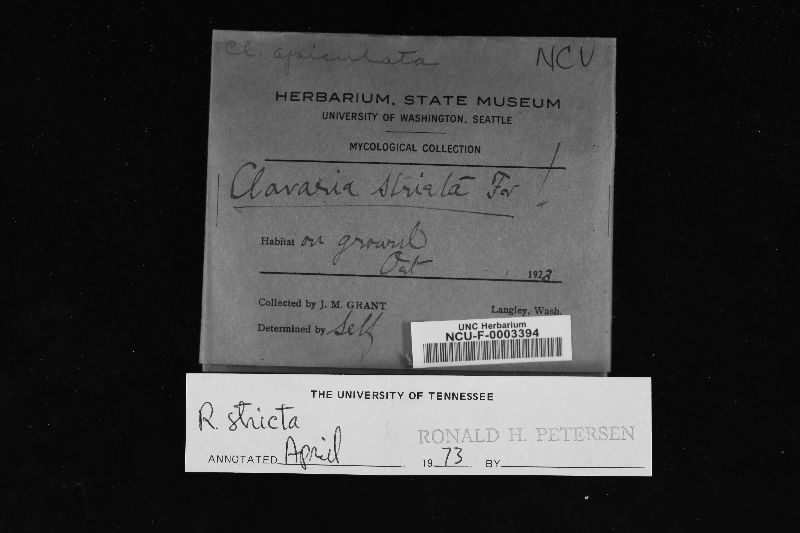 Cl. apiculata
NCU
HERBARIUM, STATE MUSEUM
UNIVERSITY OF WASHINGTON, SEATTLE
MYCOLOGICAL COLLECTION
Clavaria stricta Fr !
Habitat on ground
Oct 1923
Collected by J. M. GRANT Langley, Wash.
Determined by Self
UNC Herbarium
NCU-F-0003394
THE UNIVERSITY OF TENNESSEE
R. stricta
RONALD H. PETERSEN
ANNOTATED April 1973 BY